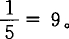 1/5 = 9。